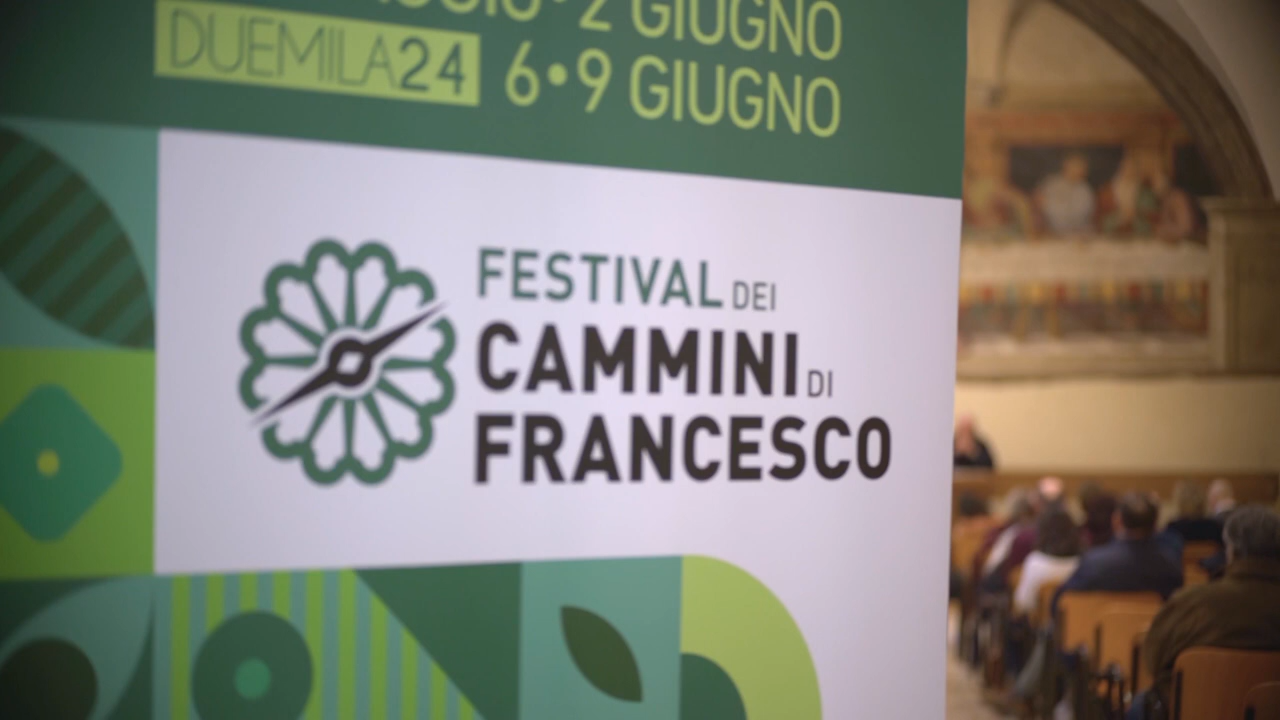 2 GIUGNO
DUEMILA24 6•9 GIUGNO
FESTIVAL DEI
CAMMINI DI
FRANCESCO